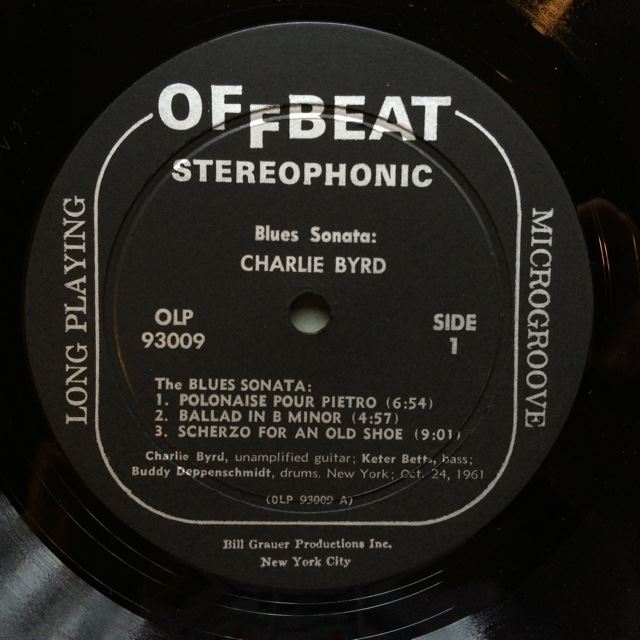 OFFBEAT
STEREOPHONIC
LONG PLAYING
MICROGROOVE
Blues Sonata:
CHARLIE BYRD
OLP
93009
SIDE
1
The BLUES SONATA:
1. POLONAISE POUR PIETRO (6:54)
2. BALLAD IN B MINOR (4:57)
3. SCHERZO FOR AN OLD SHOE (9:01)
Charlie Byrd, unamplified guitar; Keter Betts, bass;
Buddy Deppenschmidt, drums. New York; Oct. 24, 1961
(OLP 93009 A)
Bill Grauer Productions Inc.
New York City